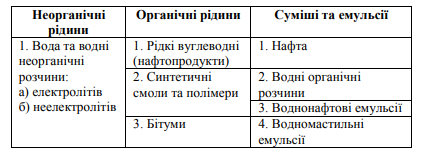 Неорганічні рідини
Органічні рідини
Суміші та емульсії
1. Вода та водні неорганічні розчини:
а) електролітів
б) неелектролітів
1. Рідкі вуглеводні (нафтопродукти)
2. Синтетичні смоли та полімери
3. Бітуми
1. Нафта
2. Водні органічні розчини
3. Воднонафтові емульсії
4. Водномастильні емульсії